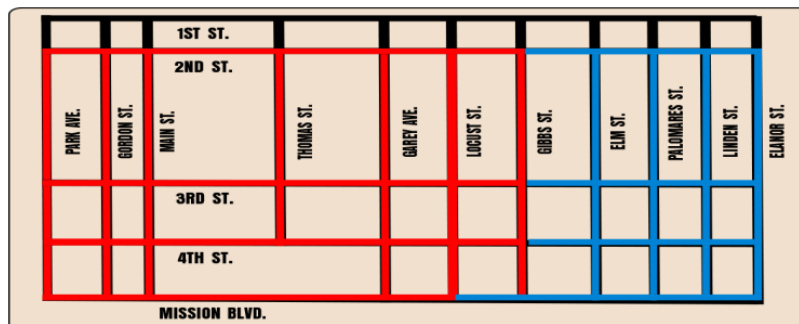 1ST ST.
2ND ST.
PARK AVE.
GORDON ST.
MAIN ST.
THOMAS ST.
GAREY AVE.
LOCUST ST.
GIBBS ST.
ELM ST.
PALOMARES ST.
LINDEN ST.
ELANOR ST.
3RD ST.
4TH ST.
MISSION BLVD.